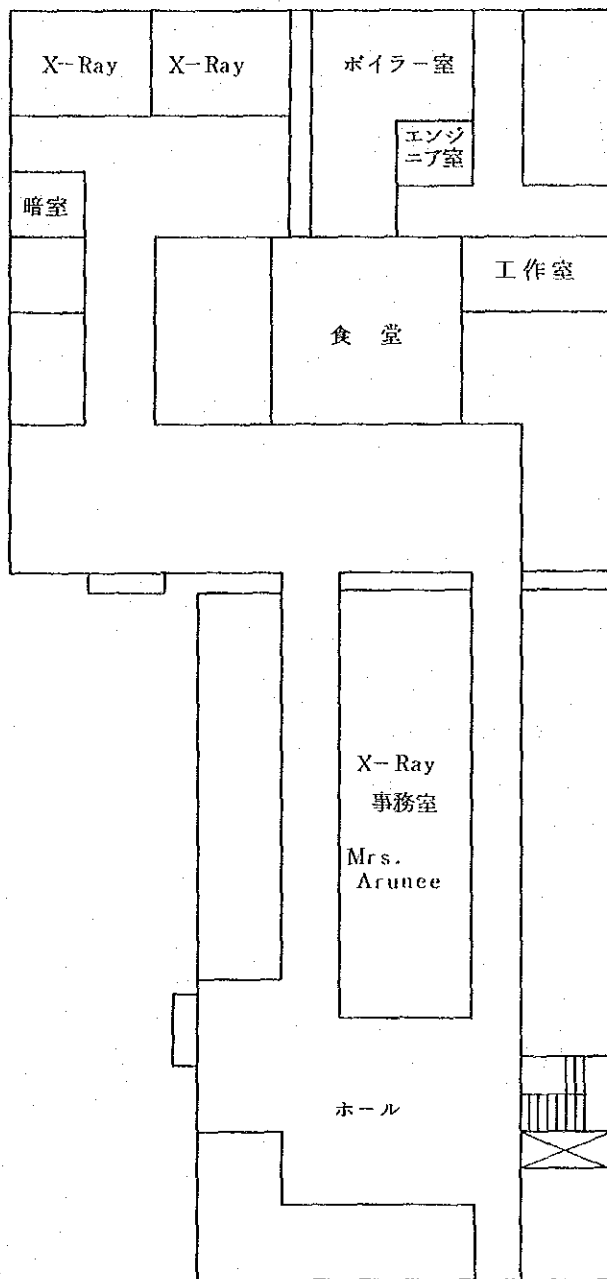 X-Ray
X-Ray
ボイラー室
エンジ
ニア室
暗室
工作室
食 堂
X-Ray
事務室
Mrs.
Arunee
ホール